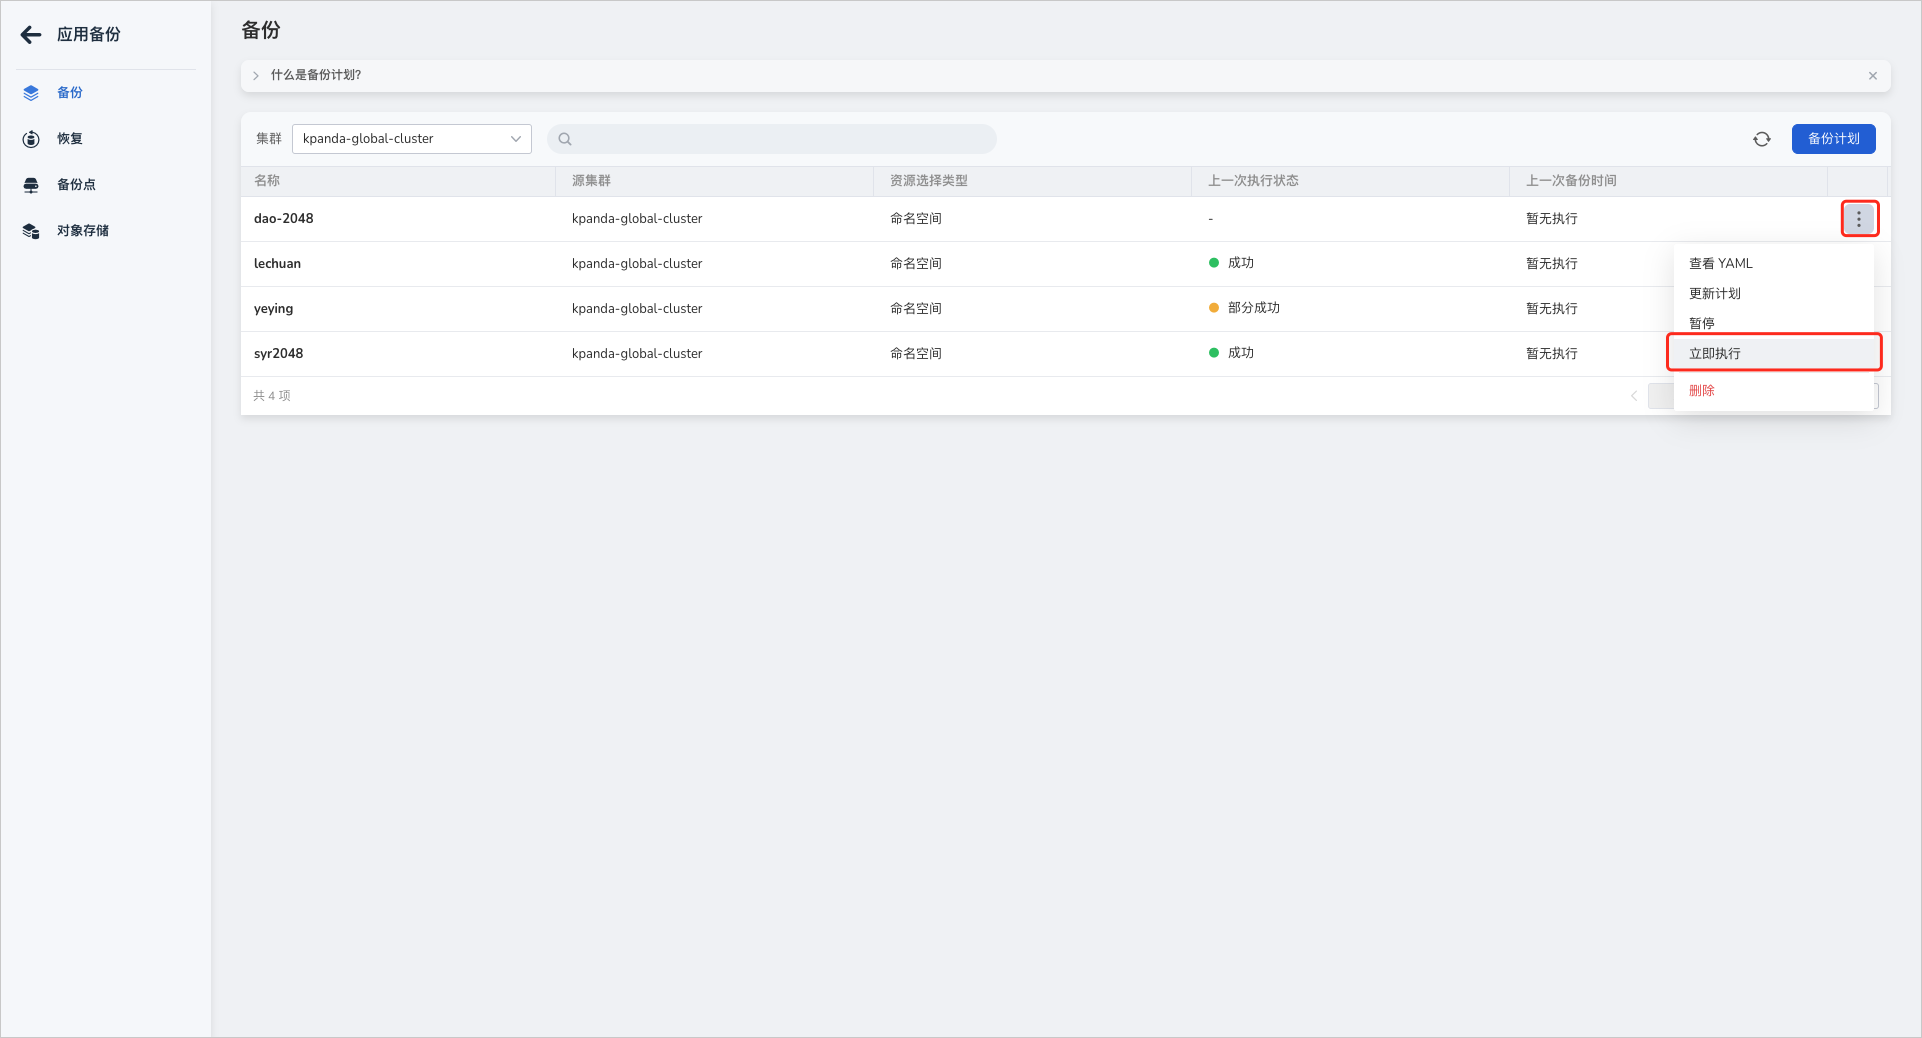 应用备份
备份
恢复
备份点
对象存储
备份
什么是备份计划?
集群 kpanda-global-cluster 备份计划
名称 源集群 资源选择类型 上一次执行状态 上一次备份时间
dao-2048 kpanda-global-cluster 命名空间 - 暂无执行
lechuan kpanda-global-cluster 命名空间 成功 暂无执行
yeying kpanda-global-cluster 命名空间 部分成功 暂无执行
syr2048 kpanda-global-cluster 命名空间 成功 暂无执行
共 4 项
查看 YAML
更新计划
暂停
立即执行
删除